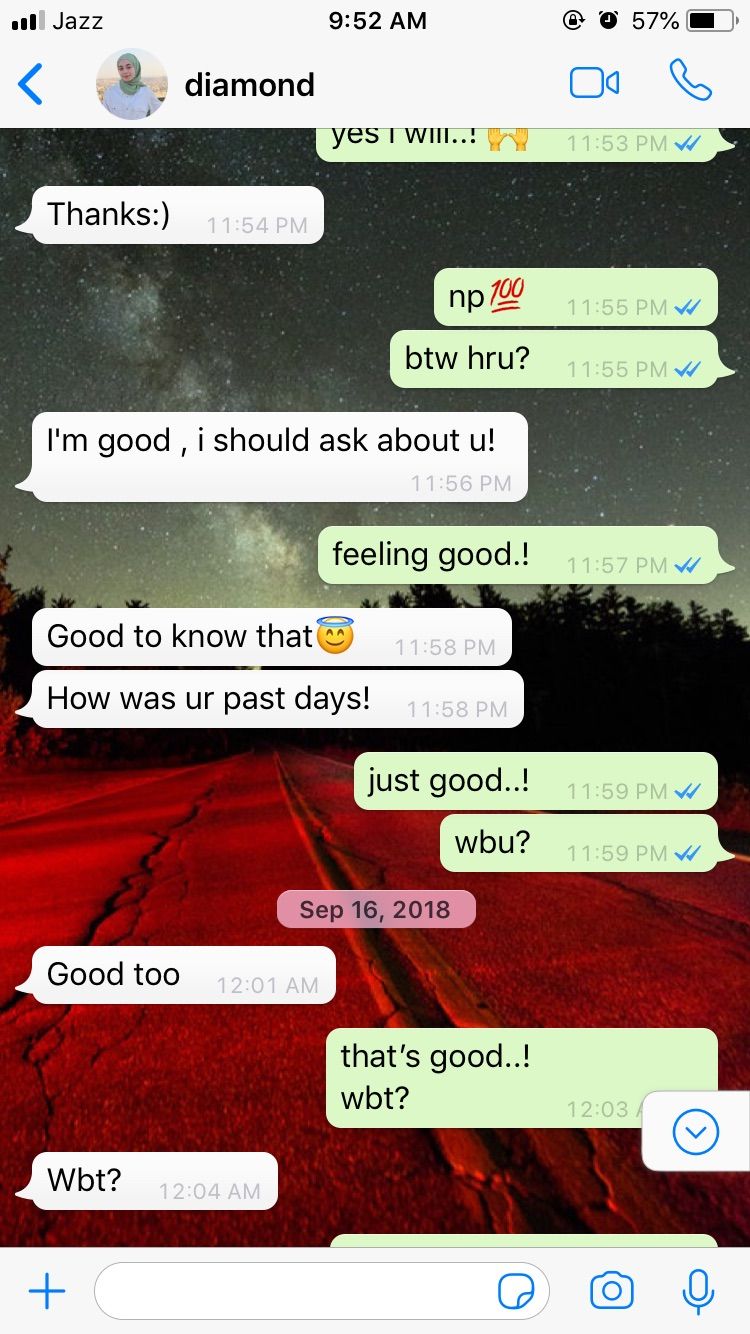 Jazz 9:52 AM 57%
diamond
yes i will..! 🙌 11:53 PM
Thanks:) 11:54 PM
np💯 11:55 PM
btw hru? 11:55 PM
I'm good , i should ask about u!
11:56 PM
feeling good.! 11:57 PM
Good to know that😇 11:58 PM
How was ur past days! 11:58 PM
just good..! 11:59 PM
wbu? 11:59 PM
Sep 16, 2018
Good too 12:01 AM
that’s good..!
wbt? 12:03
Wbt? 12:04 AM